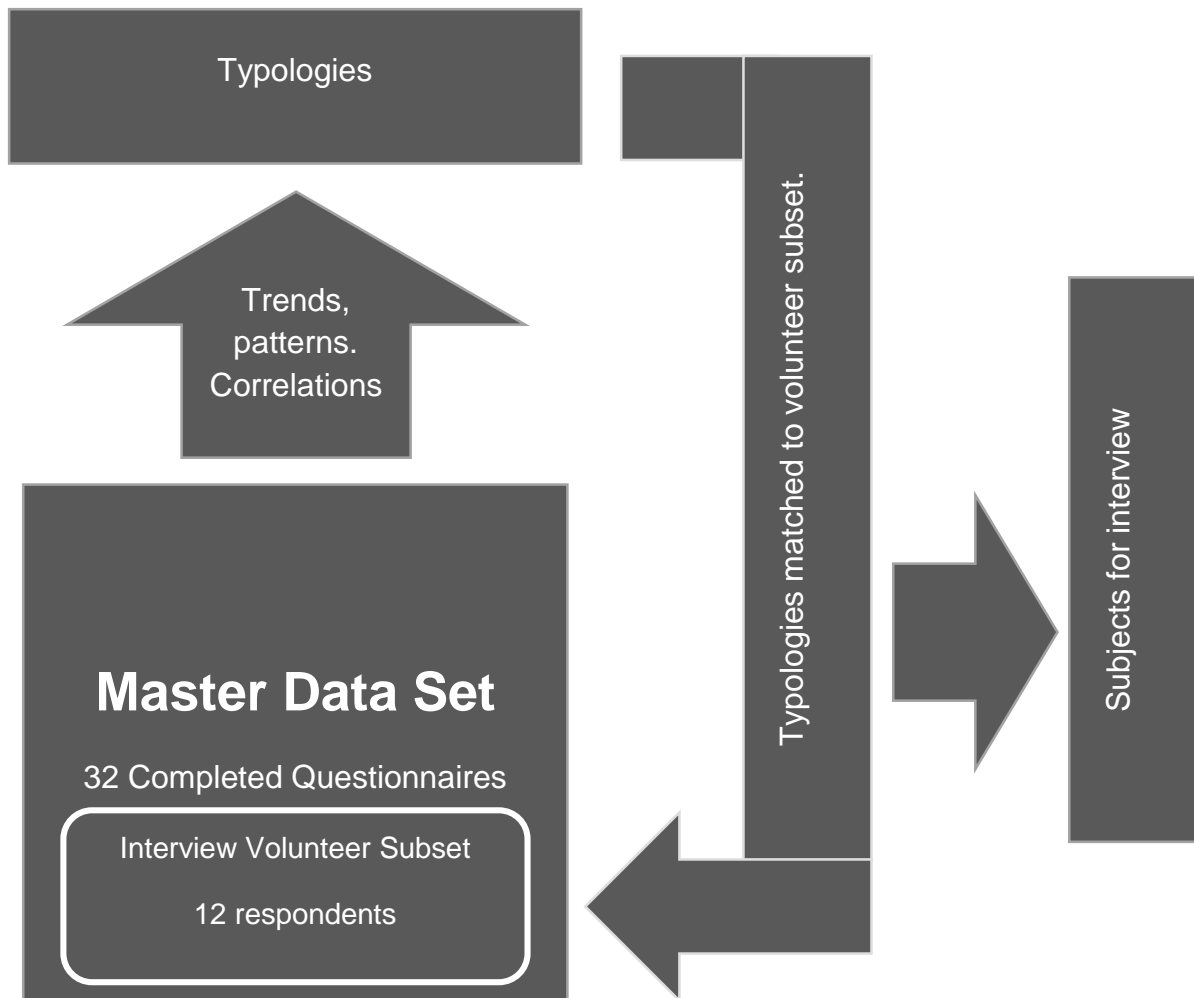 Typologies
Trends,
patterns.
Correlations
Master Data Set
32 Completed Questionnaires
Interview Volunteer Subset
12 respondents
Typologies matched to volunteer subset.
Subjects for interview